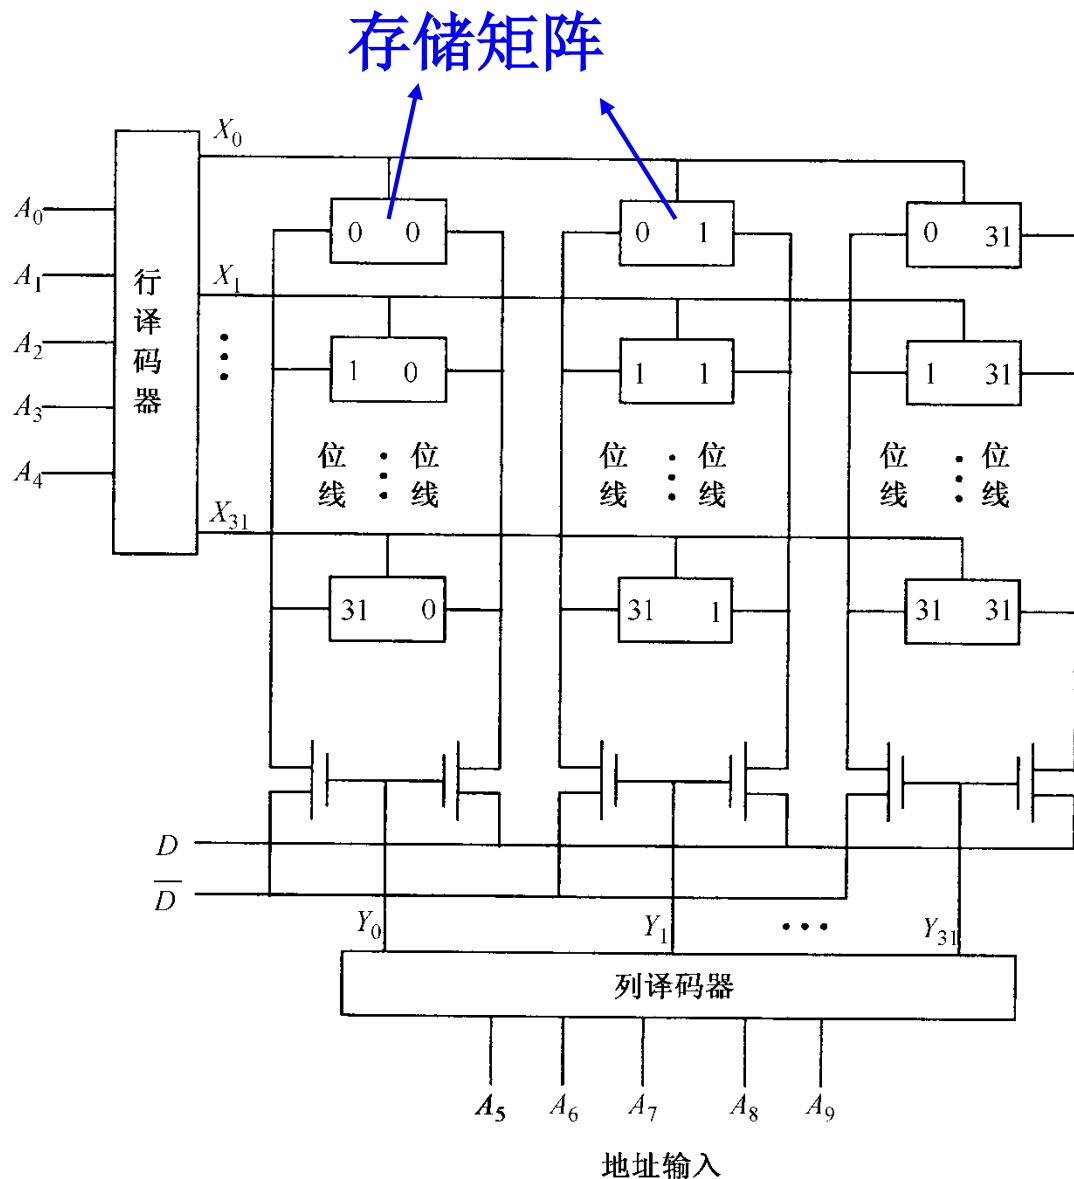 存储矩阵
X0
A0
0 0
0 1
0 31
A1
行译码器
X1
A2
1 0
1 1
1 31
A3
位线 位线
位线 位线
位线 位线
A4
X31
31 0
31 1
31 31
D
D̅
Y0
Y1
Y31
列译码器
A5 A6 A7 A8 A9
地址输入